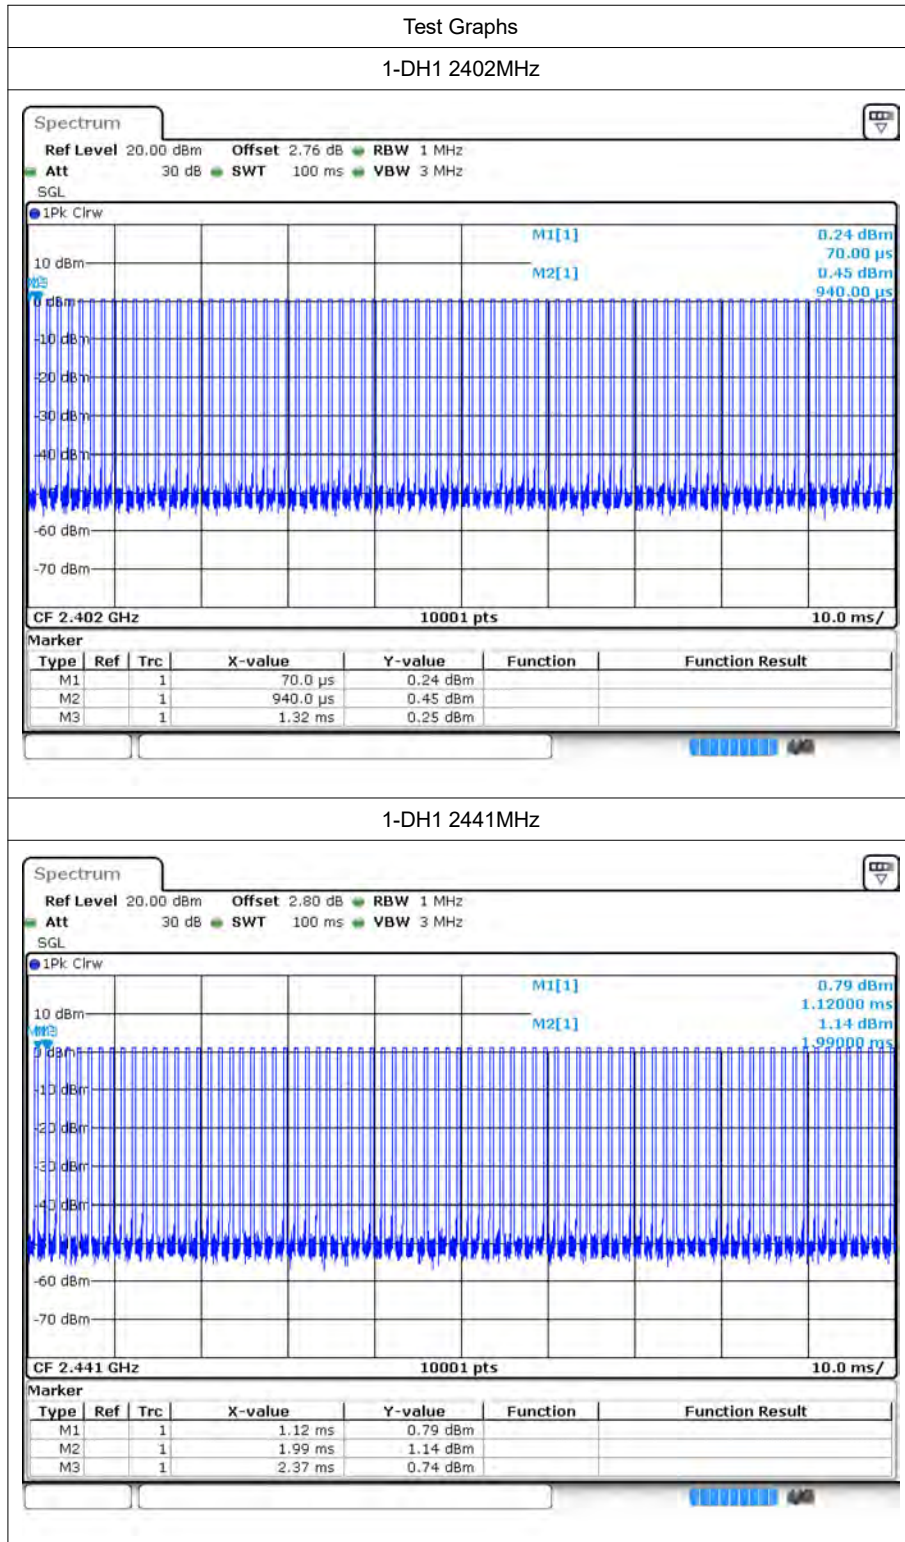 Test Graphs
1-DH1 2402MHz
Spectrum
Ref Level 20.00 dBm Offset 2.76 dB RBW 1 MHz
Att 30 dB SWT 100 ms VBW 3 MHz
SGL
1Pk Clrw
M1[1] 0.24 dBm
70.00 µs
10 dBm
M2[1] 0.45 dBm
940.00 µs
0 dBm
-10 dBm
-20 dBm
-30 dBm
-40 dBm
-60 dBm
-70 dBm
CF 2.402 GHz 10001 pts 10.0 ms/
Marker
Type Ref Trc X-value Y-value Function Function Result
M1 1 70.0 µs 0.24 dBm
M2 1 940.0 µs 0.45 dBm
M3 1 1.32 ms 0.25 dBm
1-DH1 2441MHz
Spectrum
Ref Level 20.00 dBm Offset 2.80 dB RBW 1 MHz
Att 30 dB SWT 100 ms VBW 3 MHz
SGL
1Pk Clrw
M1[1] 0.79 dBm
1.12000 ms
10 dBm
M2[1] 1.14 dBm
1.99000 ms
0 dBm
-10 dBm
-20 dBm
-30 dBm
-40 dBm
-60 dBm
-70 dBm
CF 2.441 GHz 10001 pts 10.0 ms/
Marker
Type Ref Trc X-value Y-value Function Function Result
M1 1 1.12 ms 0.79 dBm
M2 1 1.99 ms 1.14 dBm
M3 1 2.37 ms 0.74 dBm